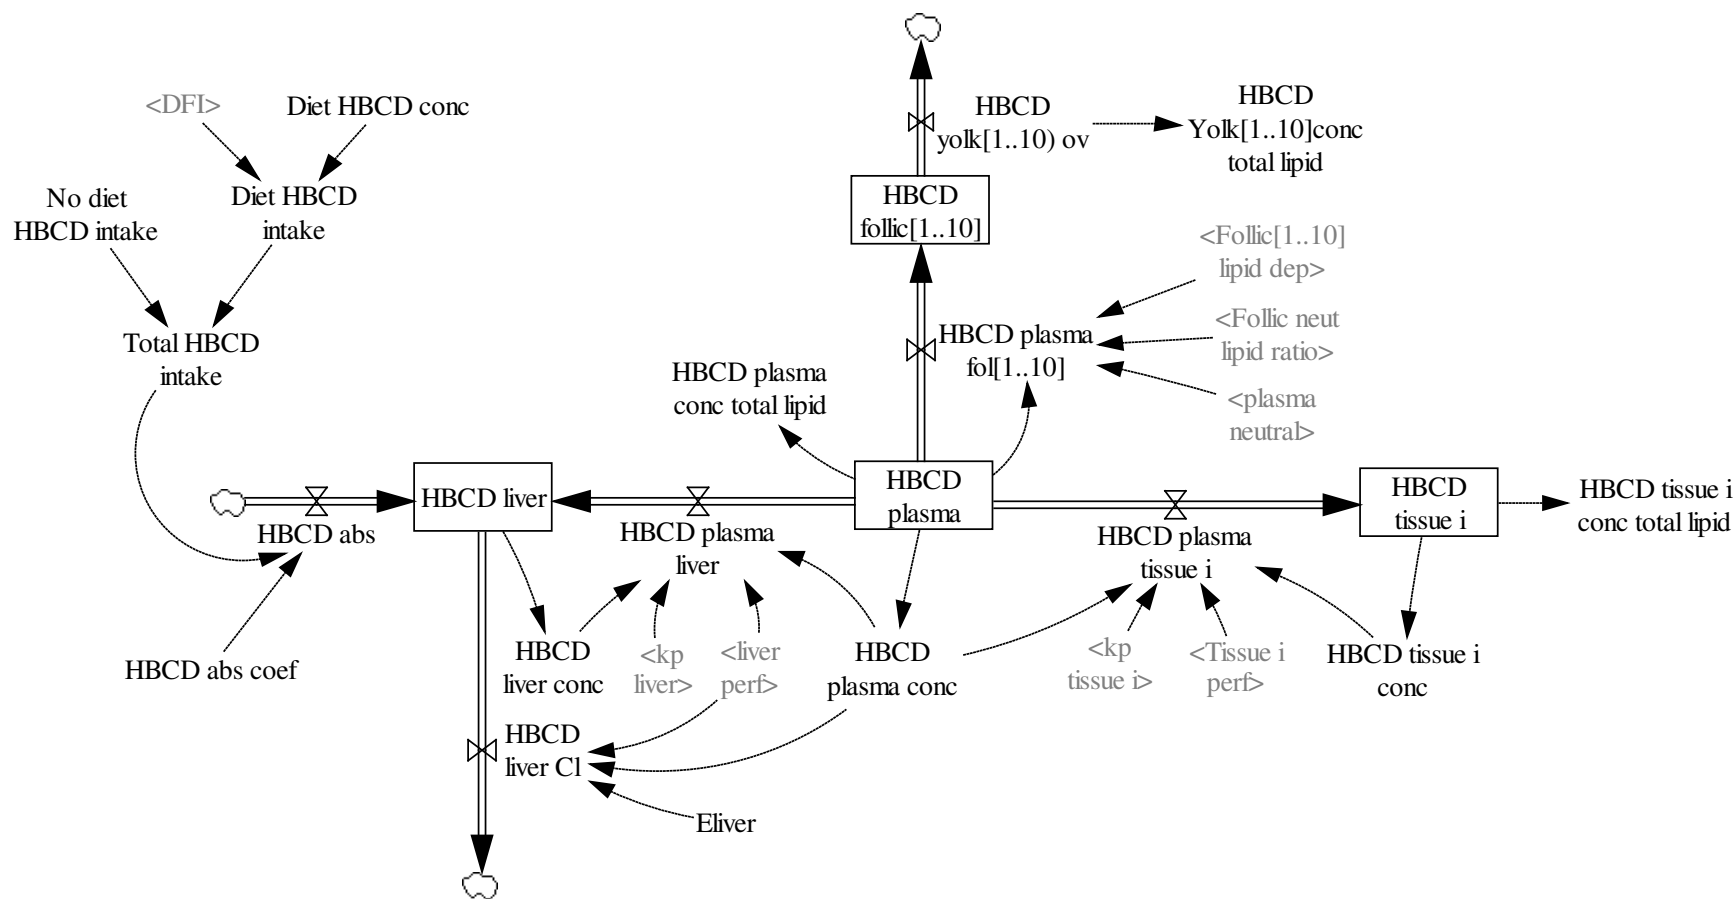 <DFI>
Diet HBCD conc
No diet
HBCD intake
Diet HBCD
intake
Total HBCD
intake
HBCD
yolk[1..10) ov
HBCD
Yolk[1..10]conc
total lipid
HBCD
follic[1..10]
<Follic[1..10]
lipid dep>
<Follic neut
lipid ratio>
<plasma
neutral>
HBCD plasma
fol[1..10]
HBCD plasma
conc total lipid
HBCD liver
HBCD
plasma
HBCD
tissue i
HBCD tissue i
conc total lipid
HBCD abs
HBCD plasma
liver
HBCD plasma
tissue i
HBCD abs coef
HBCD
liver conc
<kp
liver>
<liver
perf>
HBCD
plasma conc
<kp
tissue i>
<Tissue i
perf>
HBCD tissue i
conc
HBCD
liver Cl
Eliver